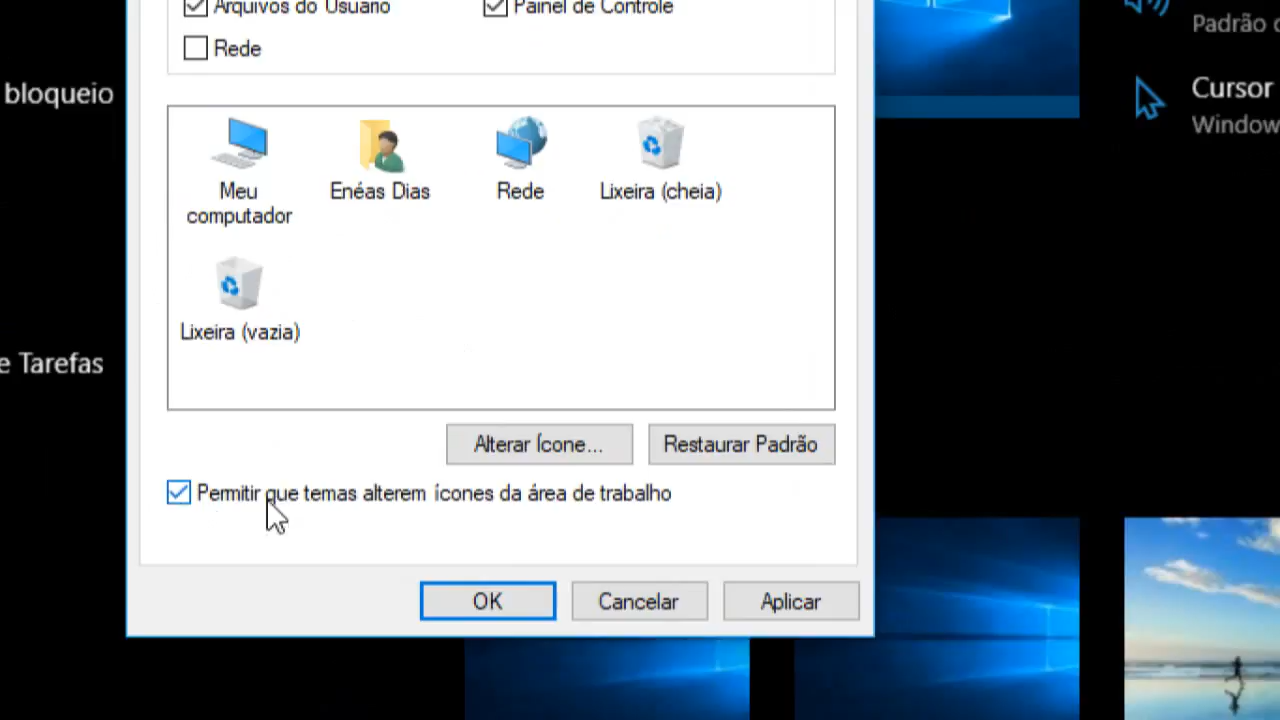 Arquivos do Usuário
Painel de Controle
Rede
Padrão
bloqueio
Cursor
Window
Meu
computador
Enéas Dias
Rede
Lixeira (cheia)
Lixeira (vazia)
e Tarefas
Alterar Ícone...
Restaurar Padrão
Permitir que temas alterem ícones da área de trabalho
OK
Cancelar
Aplicar